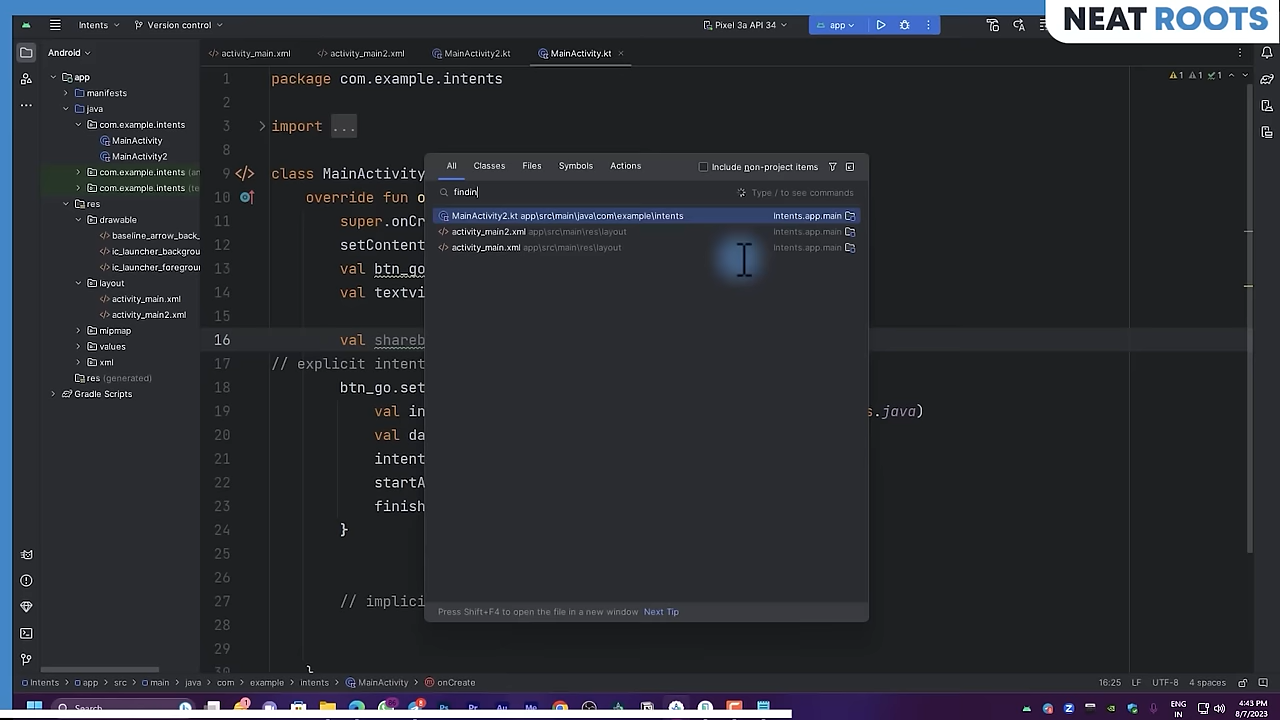 NEAT ROOTS
Intents
Version control
Pixel 3a API 34
app
Android
activity_main.xml
activity_main2.xml
MainActivity2.kt
MainActivity.kt
app
manifests
java
com.example.intents
MainActivity
MainActivity2
com.example.intents
com.example.intents
res
drawable
baseline_arrow_back_
ic_launcher_backgrou
ic_launcher_foregroun
layout
activity_main.xml
activity_main2.xml
mipmap
values
xml
res (generated)
Gradle Scripts
1 package com.example.intents
2
3 import ...
8
9 class MainActivity
10 override fun o
11 super.onCr
12 setContent
13 val btn_go
14 val textvi
15
16 val shareb
17 // explicit intent
18 btn_go.set
19 val in s.java)
20 val da
21 intent
22 startA
23 finish
24 }
25
26
27 // implici
28
29
30 }
1 1 1
All Classes Files Symbols Actions
Include non-project items
findin
Type / to see commands
MainActivity2.kt app\src\main\java\com\example\intents Intents.app.main
activity_main2.xml app\src\main\res\layout Intents.app.main
activity_main.xml app\src\main\res\layout Intents.app.main
Press Shift+F4 to open the file in a new window Next Tip
Intents app src main java com example intents MainActivity onCreate
16:25 LF UTF-8 4 spaces
Search
ENG
IN
4:43 PM
8/7/2023